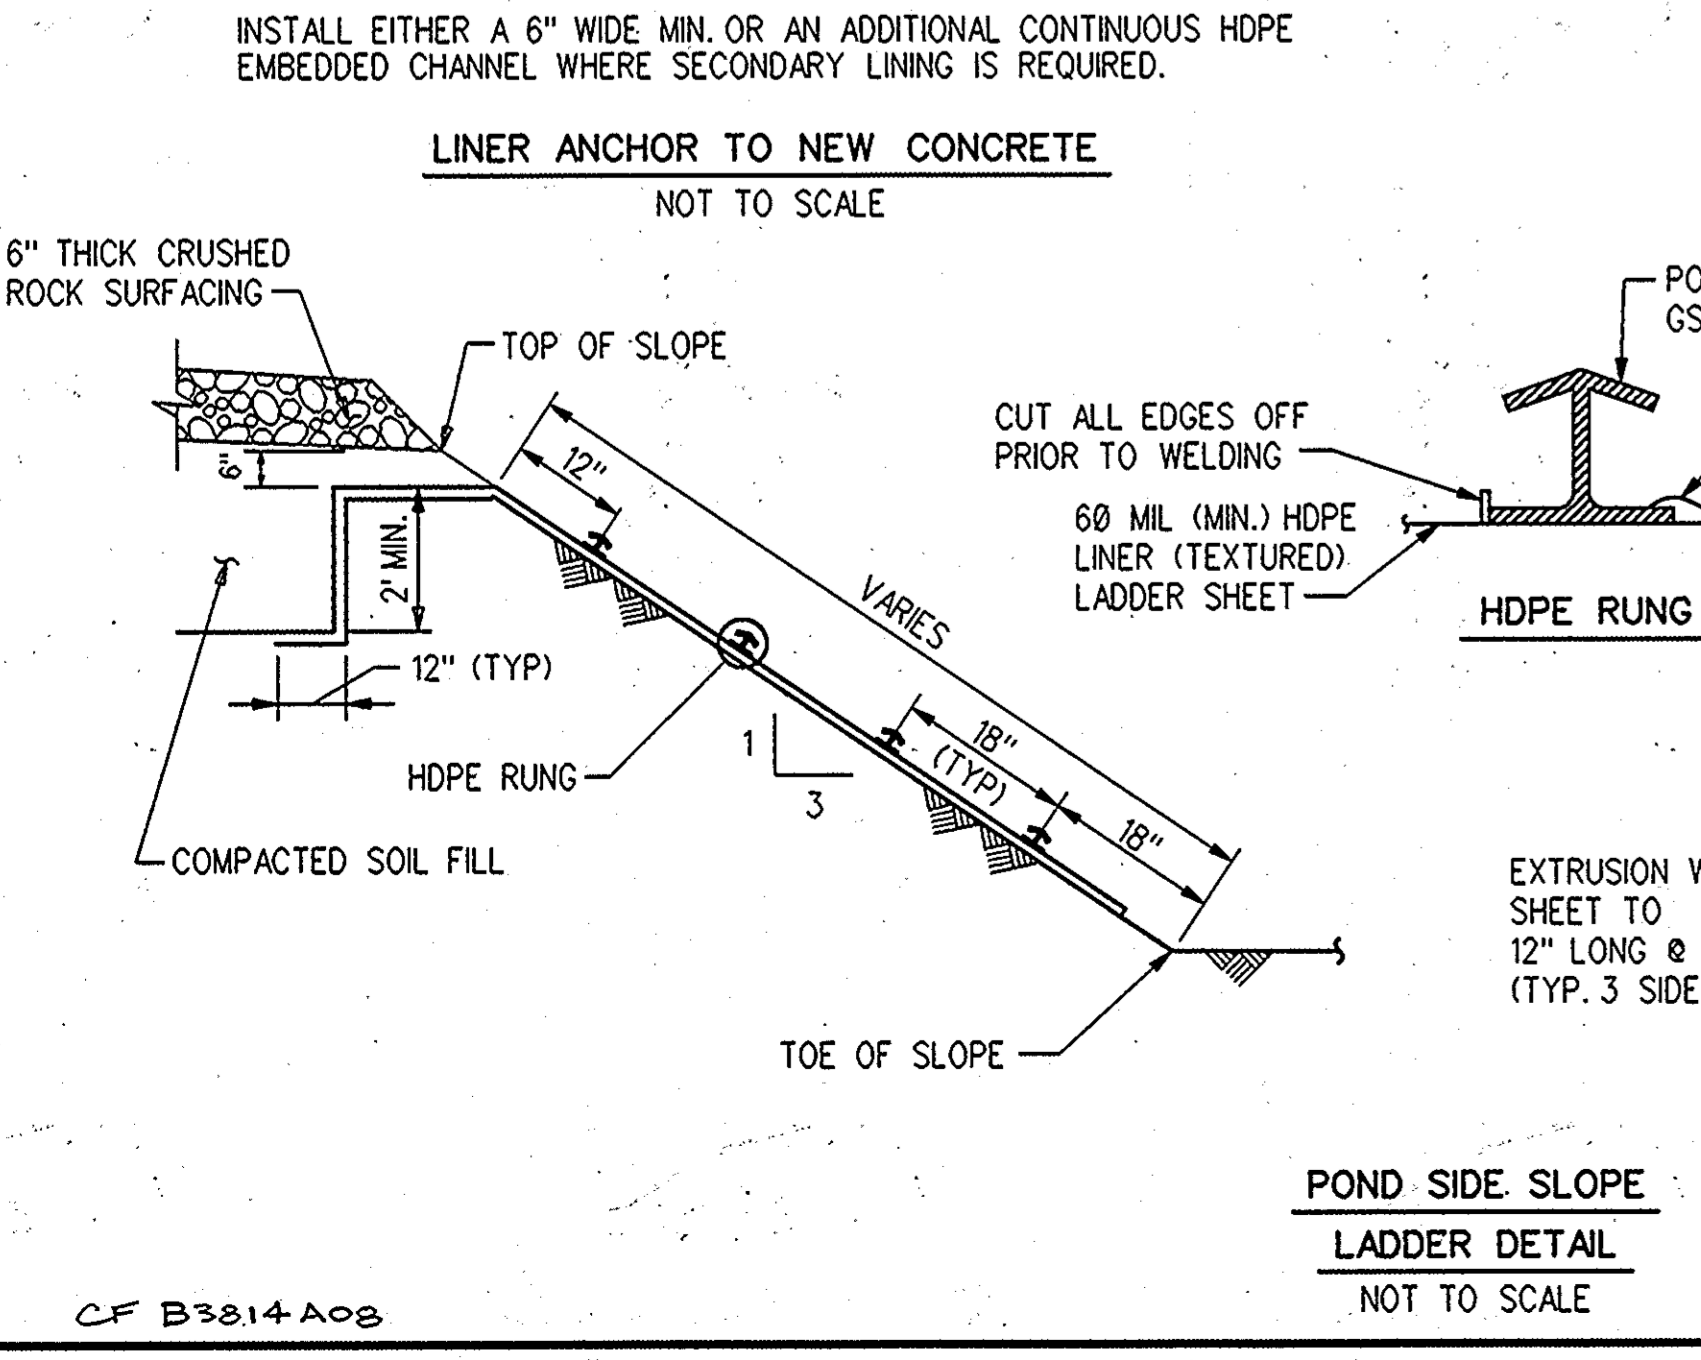 INSTALL EITHER A 6" WIDE MIN. OR AN ADDITIONAL CONTINUOUS HDPE
EMBEDDED CHANNEL WHERE SECONDARY LINING IS REQUIRED.
LINER ANCHOR TO NEW CONCRETE
NOT TO SCALE
6" THICK CRUSHED
ROCK SURFACING
TOP OF SLOPE
6"
2' MIN.
12" (TYP)
12"
VARIES
HDPE RUNG
1
3
18"
(TYP)
18"
COMPACTED SOIL FILL
TOE OF SLOPE
PO
GS
CUT ALL EDGES OFF
PRIOR TO WELDING
60 MIL (MIN.) HDPE
LINER (TEXTURED)
LADDER SHEET
HDPE RUNG
EXTRUSION W
SHEET TO
12" LONG @
(TYP. 3 SIDE
POND SIDE SLOPE
LADDER DETAIL
NOT TO SCALE
CF B3814A08